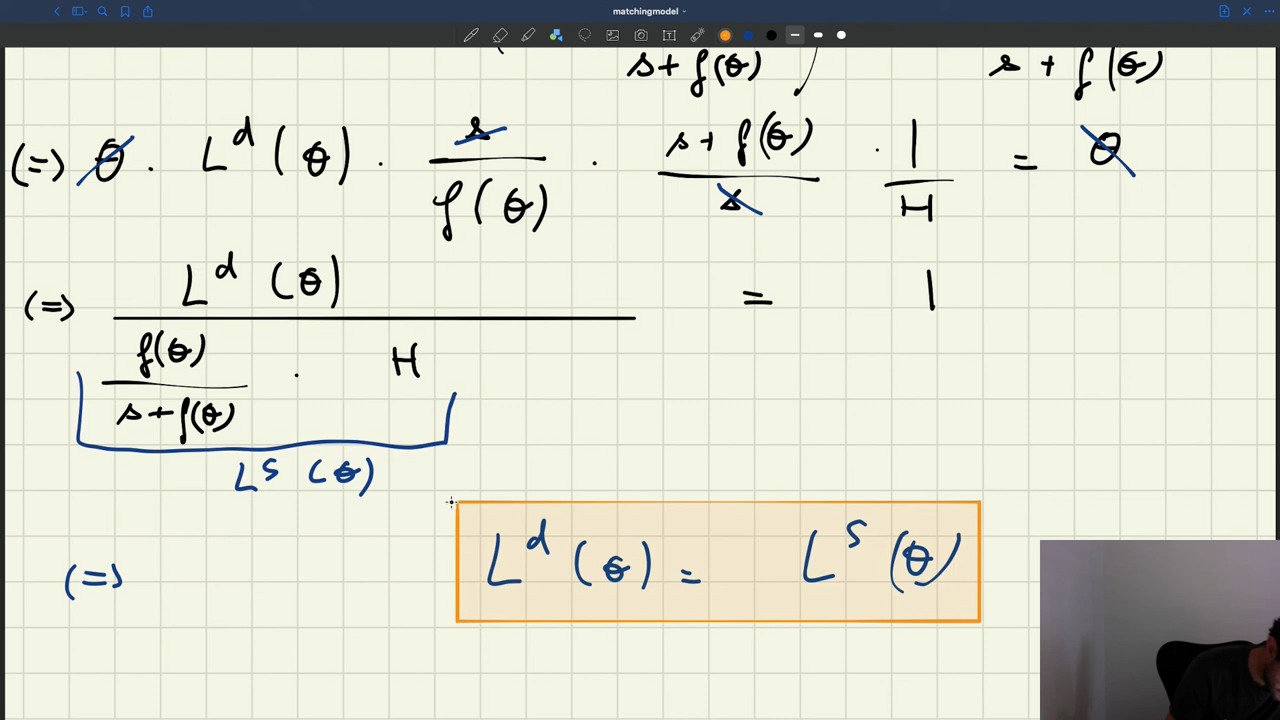 matchingmodel
s+f(θ) s + f(θ)
(=) θ · L^d (θ) · s/f(θ) · s+f(θ)/s · 1/H = θ
(=) L^d (θ) = 1
f(θ)/s+f(θ) · H
L^s (θ)
(=) L^d (θ) = L^s (θ)